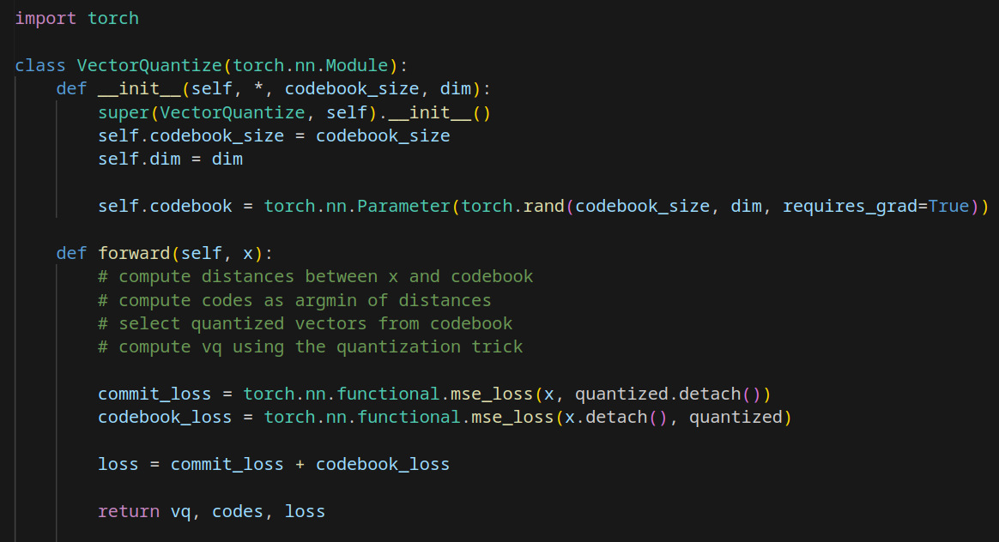 import torch
class VectorQuantize(torch.nn.Module):
def __init__(self, *, codebook_size, dim):
super(VectorQuantize, self).__init__()
self.codebook_size = codebook_size
self.dim = dim
self.codebook = torch.nn.Parameter(torch.rand(codebook_size, dim, requires_grad=True))
def forward(self, x):
# compute distances between x and codebook
# compute codes as argmin of distances
# select quantized vectors from codebook
# compute vq using the quantization trick
commit_loss = torch.nn.functional.mse_loss(x, quantized.detach())
codebook_loss = torch.nn.functional.mse_loss(x.detach(), quantized)
loss = commit_loss + codebook_loss
return vq, codes, loss